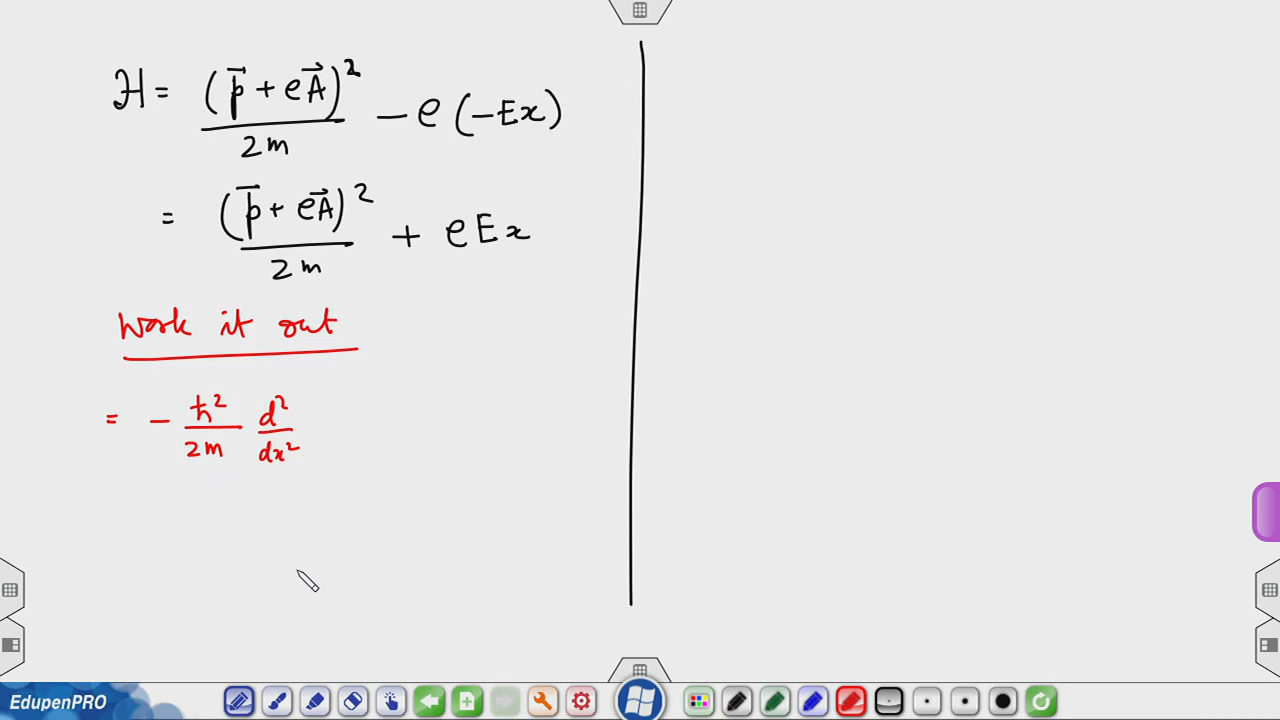 ℋ = (p̄ + eA⃗)² / 2m − e(−Ex)
= (p̄ + eA⃗)² / 2m + eEx
Work it out
= − ħ²/2m d²/dx²
EdupenPRO